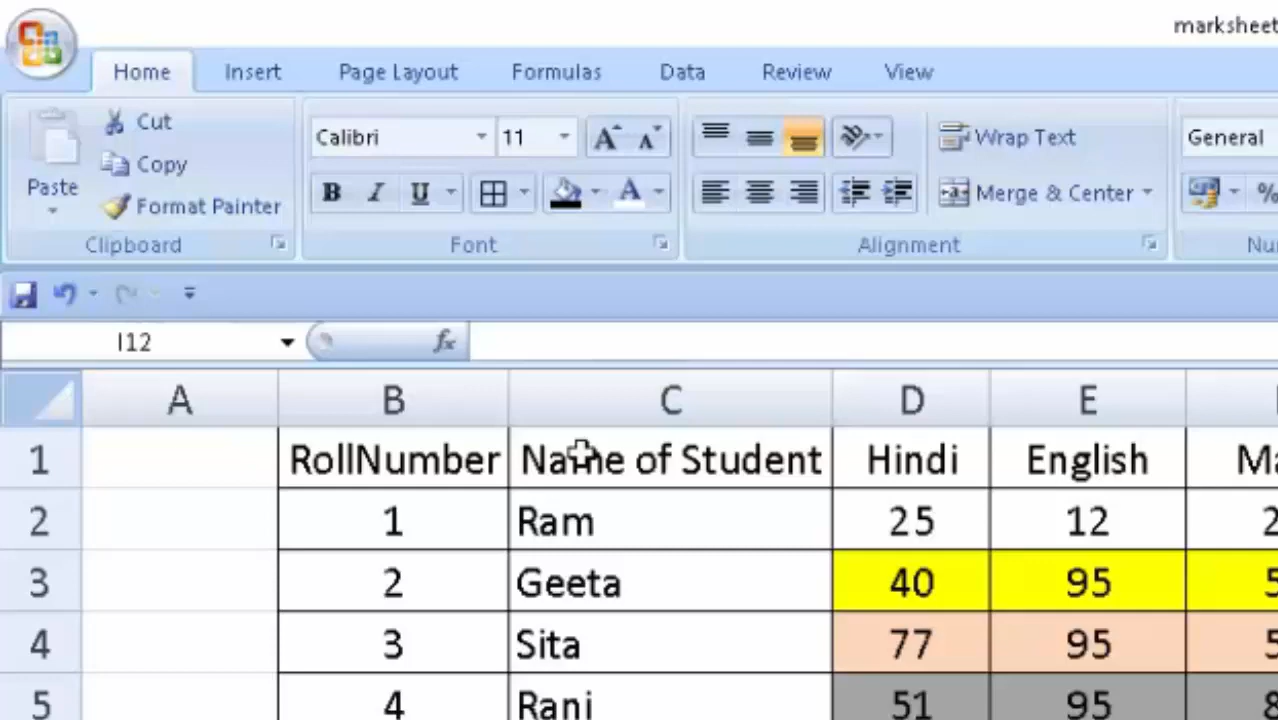 marksheet
Home Insert Page Layout Formulas Data Review View
Cut
Copy
Format Painter
Paste
Clipboard
Calibri 11
B I U A
Font
Wrap Text
Merge & Center
Alignment
General
%
I12 fx
A B C D E
1 RollNumber Name of Student Hindi English
2 1 Ram 25 12
3 2 Geeta 40 95
4 3 Sita 77 95
5 4 Rani 51 95